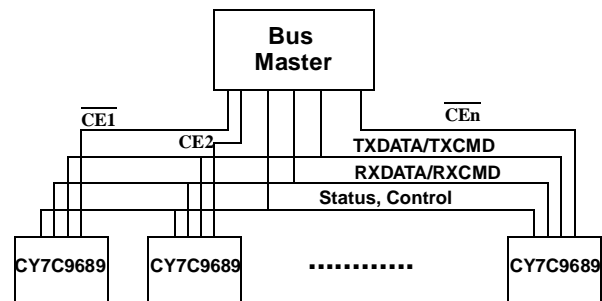 Bus
Master
CE1
CEn
CE2
TXDATA/TXCMD
RXDATA/RXCMD
Status, Control
CY7C9689
CY7C9689
............
CY7C9689